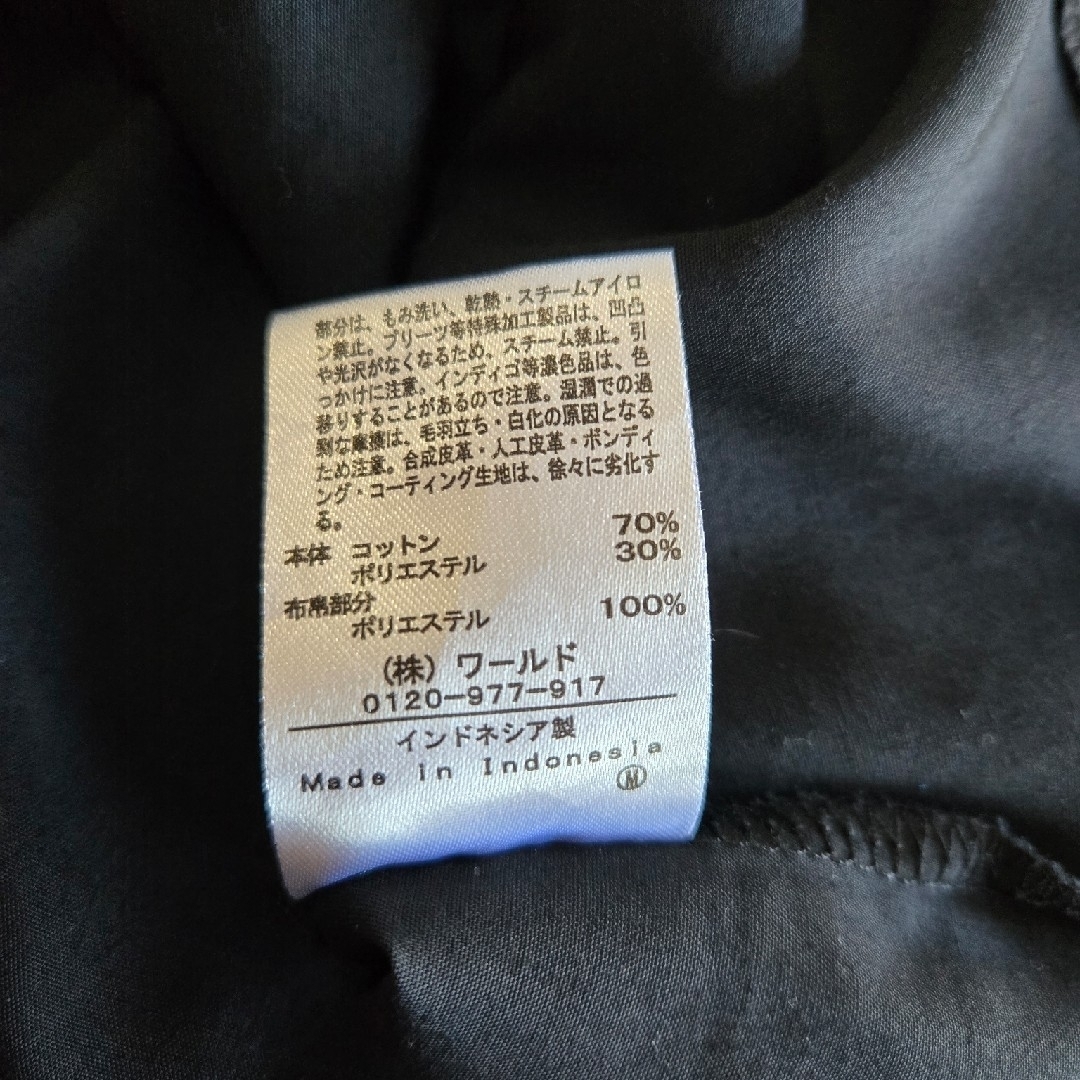 部分は、もみ洗い、乾熱・スチームアイロ
ン禁止。プリーツ等特殊加工製品は、凹凸
や光沢がなくなるため、スチーム禁止。引
っかけに注意。インディゴ等濃色品は、色
移りすることがあるので注意。湿潤での過
剰な摩擦は、毛羽立ち・白化の原因となる
ため注意。合成皮革・人工皮革・ボンディ
ング・コーティング生地は、徐々に劣化す
る。
本体 コットン 70%
ポリエステル 30%
布帛部分
ポリエステル 100%
(株) ワールド
0120-977-917
インドネシア製
Made in Indonesia
M